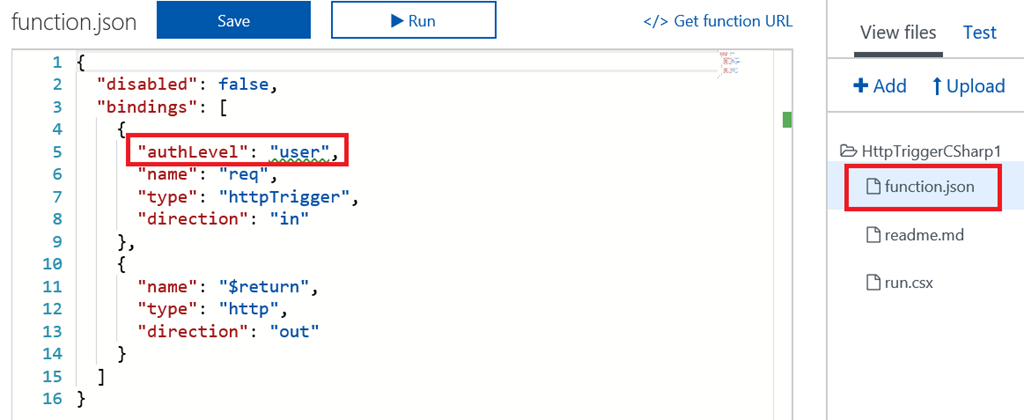 function.json
Save
Run
</> Get function URL
View files
Test
Add
Upload
1 {
2 "disabled": false,
3 "bindings": [
4 {
5 "authLevel": "user",
6 "name": "req",
7 "type": "httpTrigger",
8 "direction": "in"
9 },
10 {
11 "name": "$return",
12 "type": "http",
13 "direction": "out"
14 }
15 ]
16 }
HttpTriggerCSharp1
function.json
readme.md
run.csx